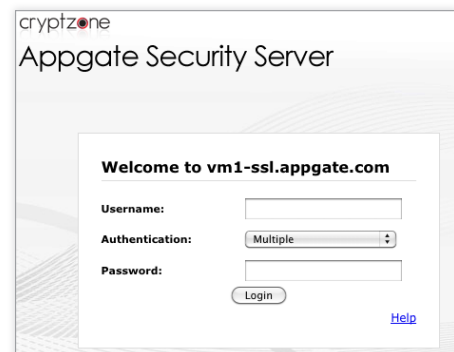 cryptzone
Appgate Security Server
Welcome to vm1-ssl.appgate.com
Username:
Authentication: Multiple
Password:
Login
Help